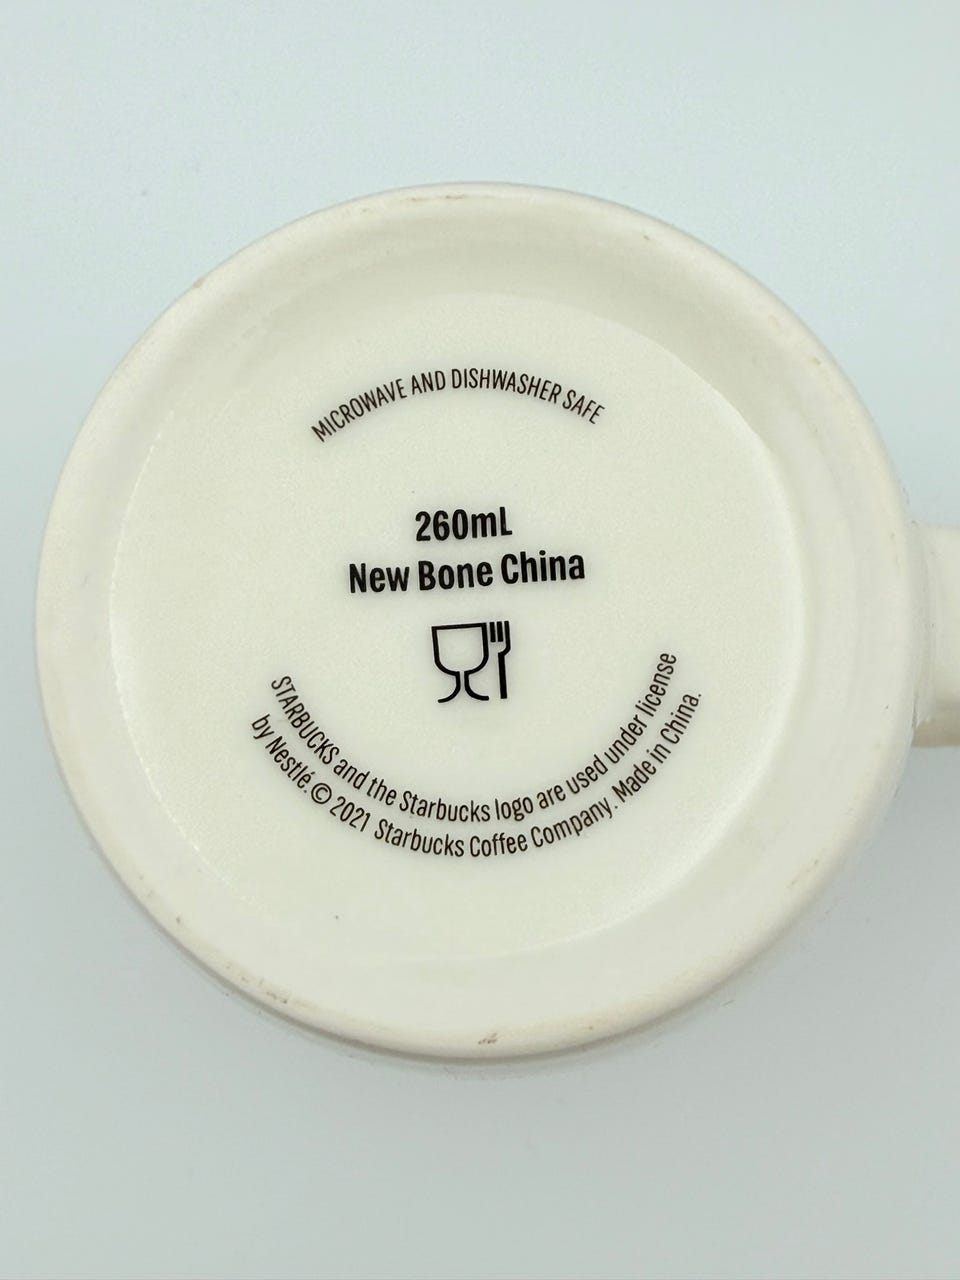 MICROWAVE AND DISHWASHER SAFE
260mL
New Bone China
STARBUCKS and the Starbucks logo are used under license
by Nestlé.© 2021 Starbucks Coffee Company. Made in China.